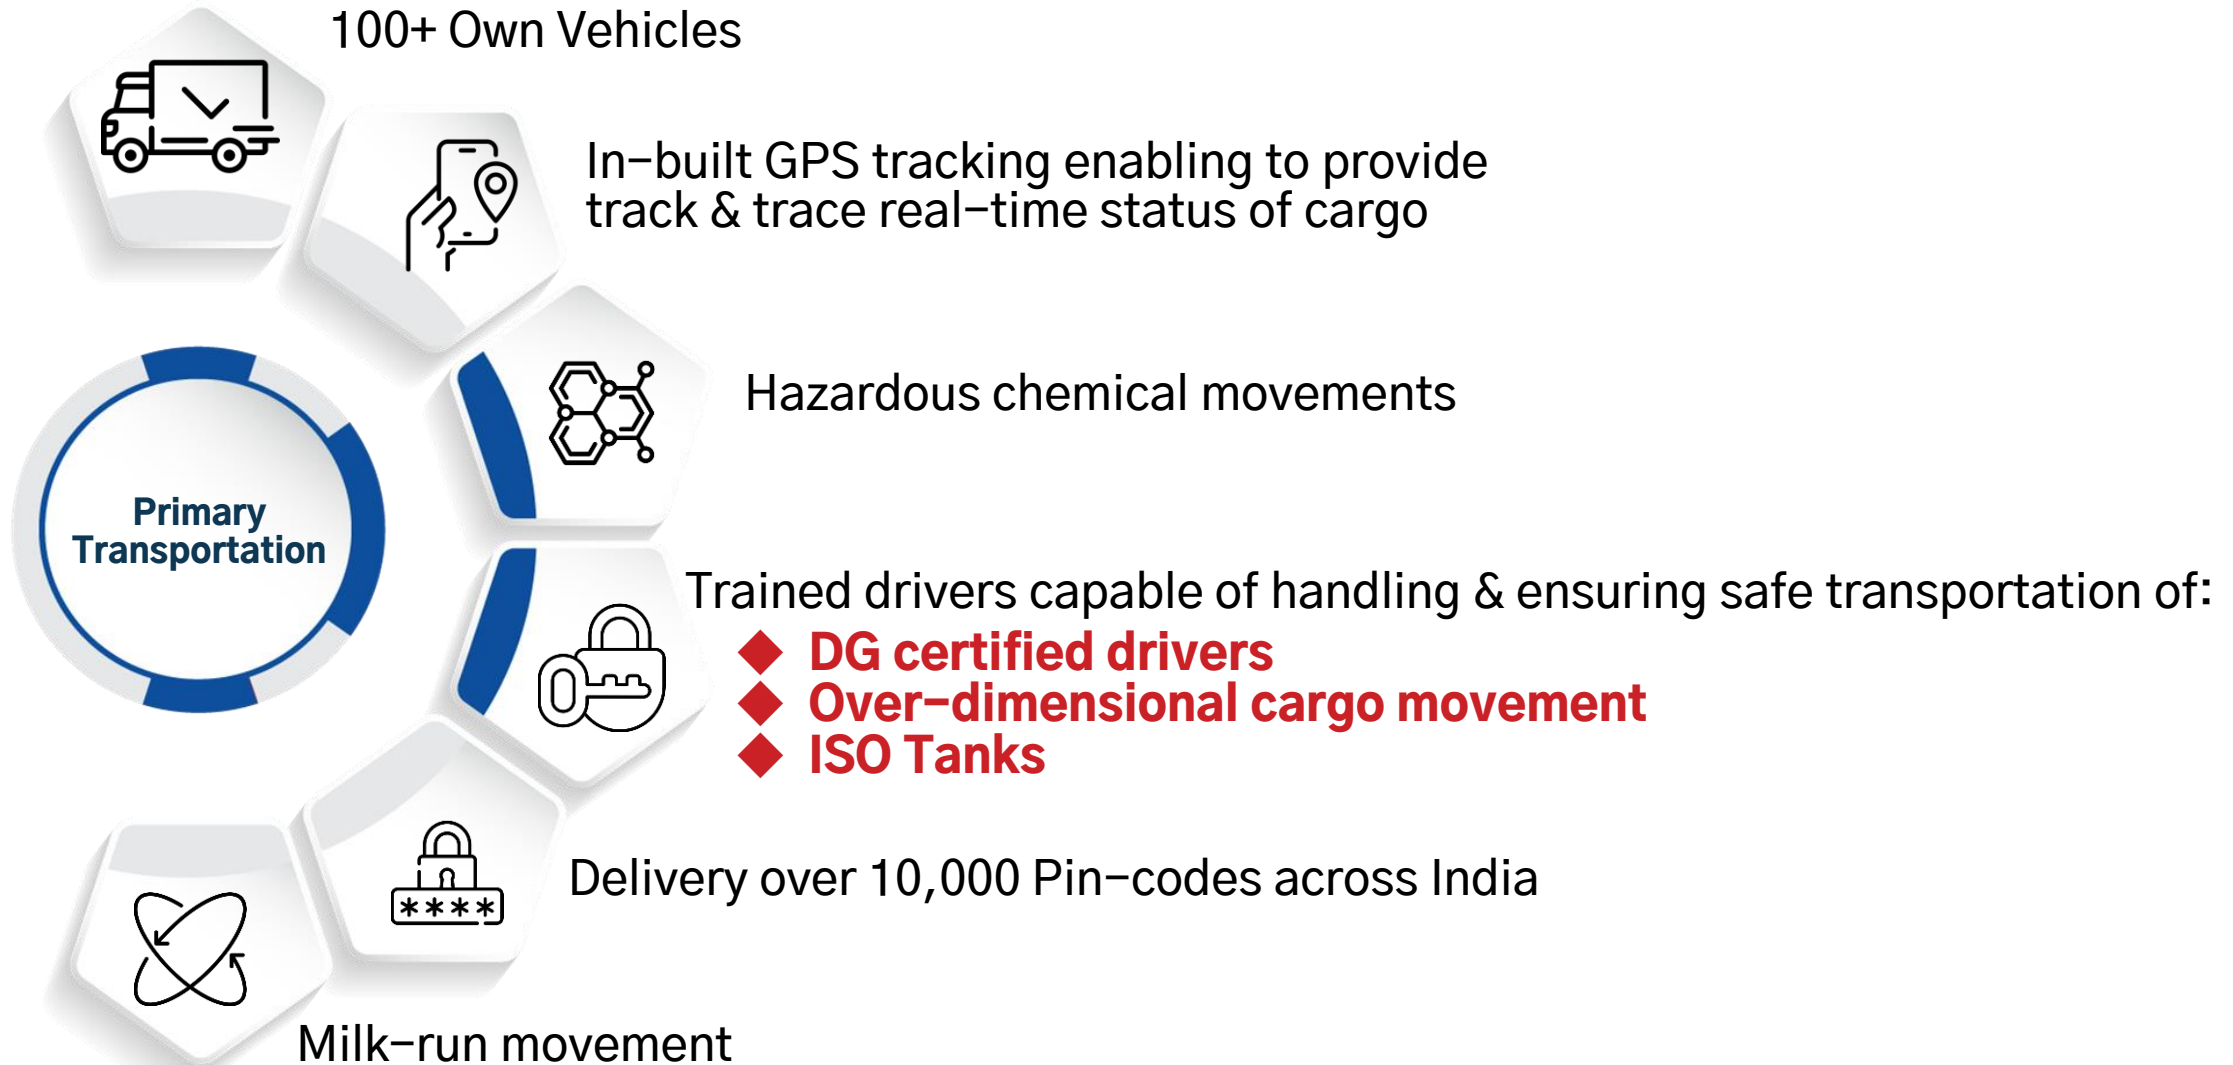 100+ Own Vehicles
In-built GPS tracking enabling to provide
track & trace real-time status of cargo
Hazardous chemical movements
Primary
Transportation
Trained drivers capable of handling & ensuring safe transportation of:
◆ DG certified drivers
◆ Over-dimensional cargo movement
◆ ISO Tanks
Delivery over 10,000 Pin-codes across India
****
Milk-run movement